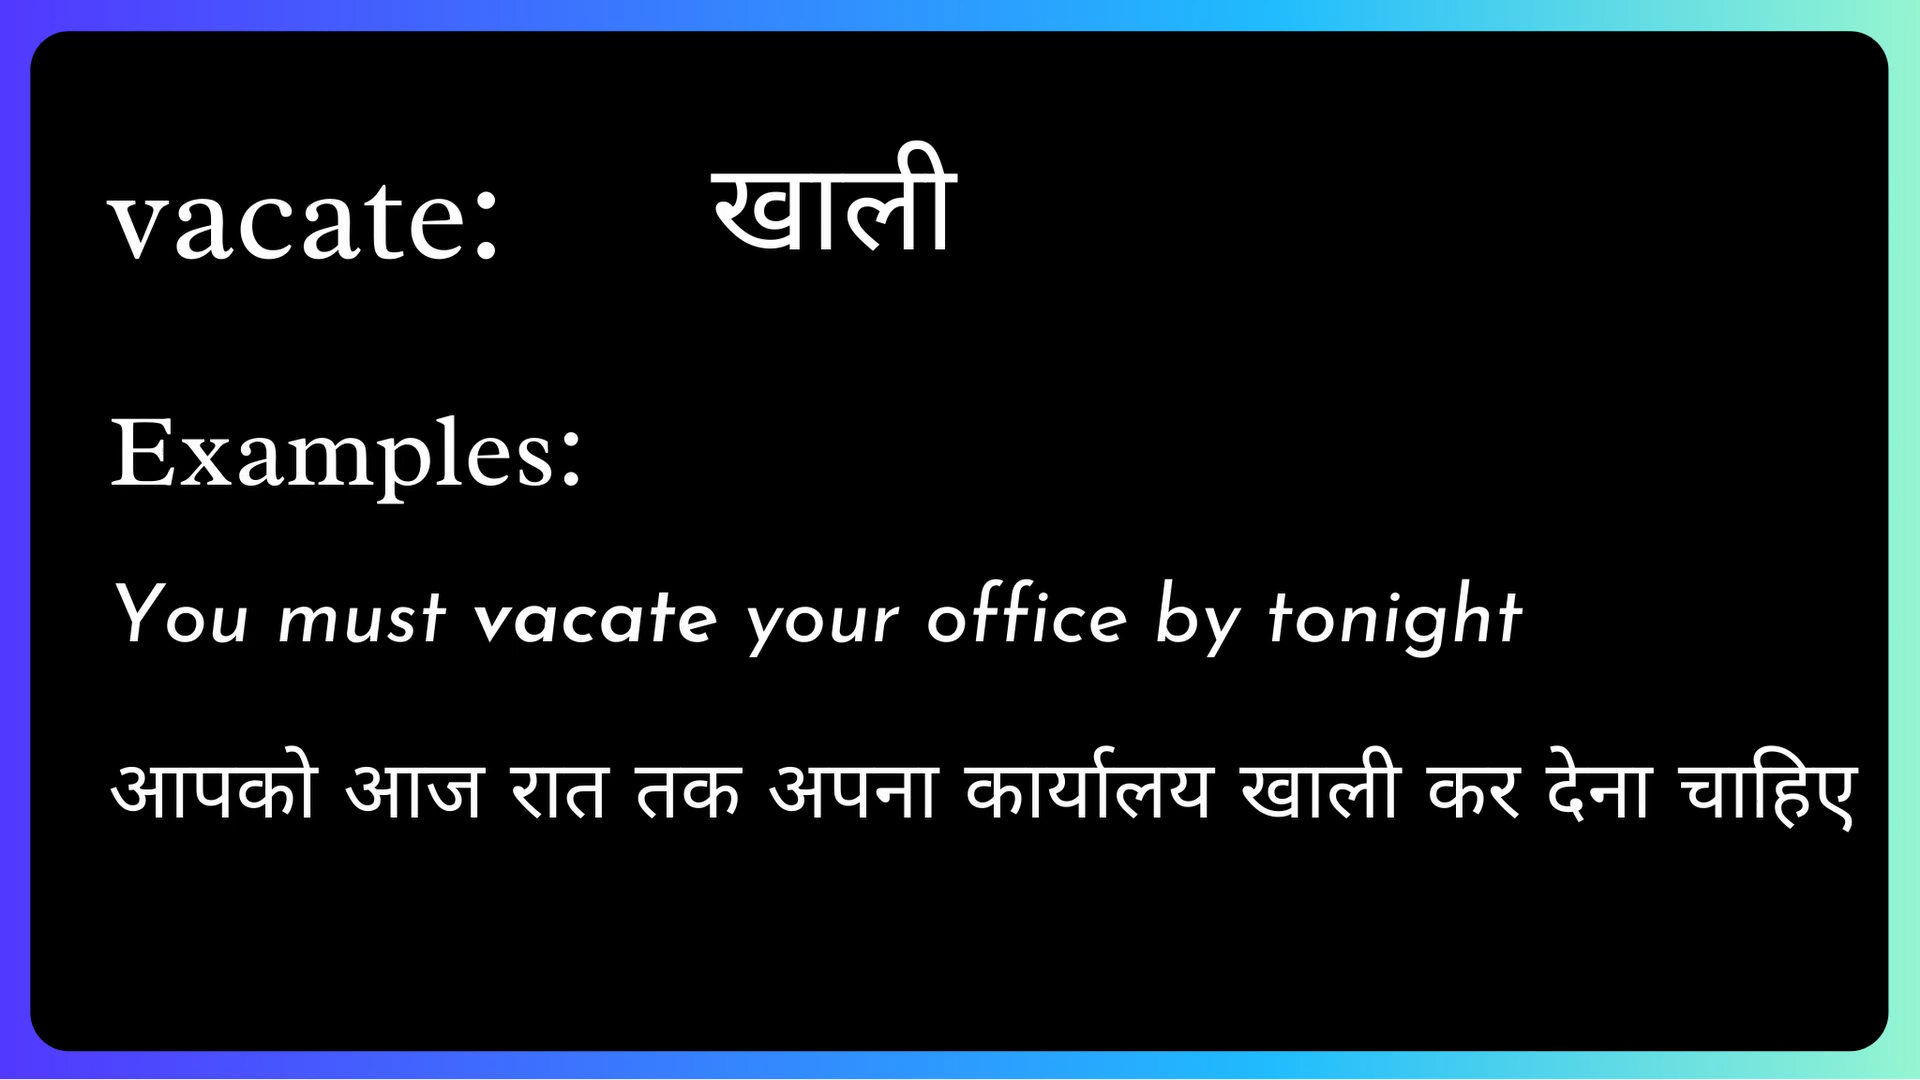 vacate: खाली
Examples:
You must vacate your office by tonight
आपको आज रात तक अपना कार्यालय खाली कर देना चाहिए